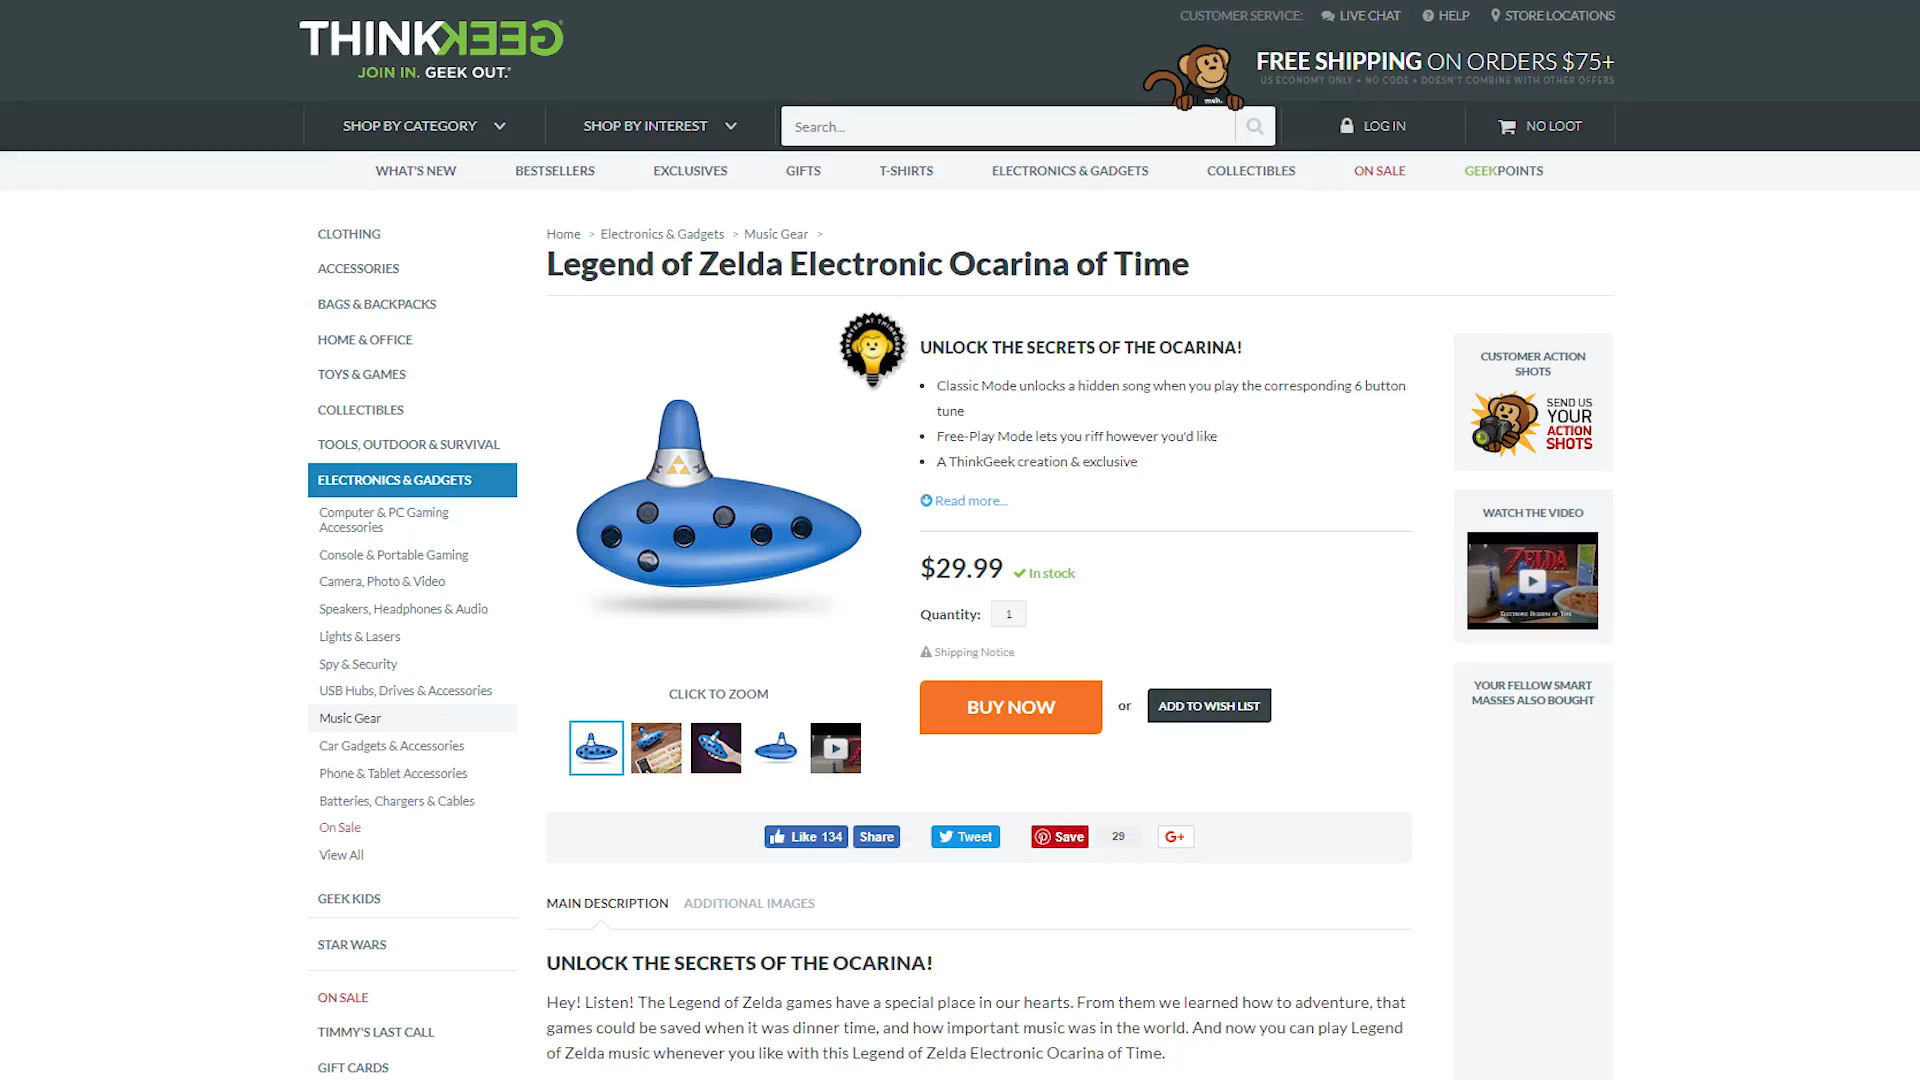 THINKGEEK
JOIN IN. GEEK OUT.
CUSTOMER SERVICE: LIVE CHAT HELP STORE LOCATIONS
meh.
FREE SHIPPING ON ORDERS $75+
US ECONOMY ONLY • NO CODE • DOESN'T COMBINE WITH OTHER OFFERS
SHOP BY CATEGORY SHOP BY INTEREST Search... LOG IN NO LOOT
WHAT'S NEW BESTSELLERS EXCLUSIVES GIFTS T-SHIRTS ELECTRONICS & GADGETS COLLECTIBLES ON SALE GEEKPOINTS
CLOTHING
ACCESSORIES
BAGS & BACKPACKS
HOME & OFFICE
TOYS & GAMES
COLLECTIBLES
TOOLS, OUTDOOR & SURVIVAL
ELECTRONICS & GADGETS
Computer & PC Gaming
Accessories
Console & Portable Gaming
Camera, Photo & Video
Speakers, Headphones & Audio
Lights & Lasers
Spy & Security
USB Hubs, Drives & Accessories
Music Gear
Car Gadgets & Accessories
Phone & Tablet Accessories
Batteries, Chargers & Cables
On Sale
View All
GEEK KIDS
STAR WARS
ON SALE
TIMMY'S LAST CALL
GIFT CARDS
Home > Electronics & Gadgets > Music Gear >
Legend of Zelda Electronic Ocarina of Time
INVENTED AT THINKGEEK
CLICK TO ZOOM
UNLOCK THE SECRETS OF THE OCARINA!
• Classic Mode unlocks a hidden song when you play the corresponding 6 button
tune
• Free-Play Mode lets you riff however you'd like
• A ThinkGeek creation & exclusive
Read more...
$29.99 In stock
Quantity: 1
Shipping Notice
BUY NOW or ADD TO WISH LIST
Like 134 Share Tweet Save 29 G+
MAIN DESCRIPTION ADDITIONAL IMAGES
UNLOCK THE SECRETS OF THE OCARINA!
Hey! Listen! The Legend of Zelda games have a special place in our hearts. From them we learned how to adventure, that
games could be saved when it was dinner time, and how important music was in the world. And now you can play Legend
of Zelda music whenever you like with this Legend of Zelda Electronic Ocarina of Time.
CUSTOMER ACTION
SHOTS
SEND US
YOUR
ACTION
SHOTS
WATCH THE VIDEO
ZELDA
ELECTRONIC OCARINA OF TIME
YOUR FELLOW SMART
MASSES ALSO BOUGHT